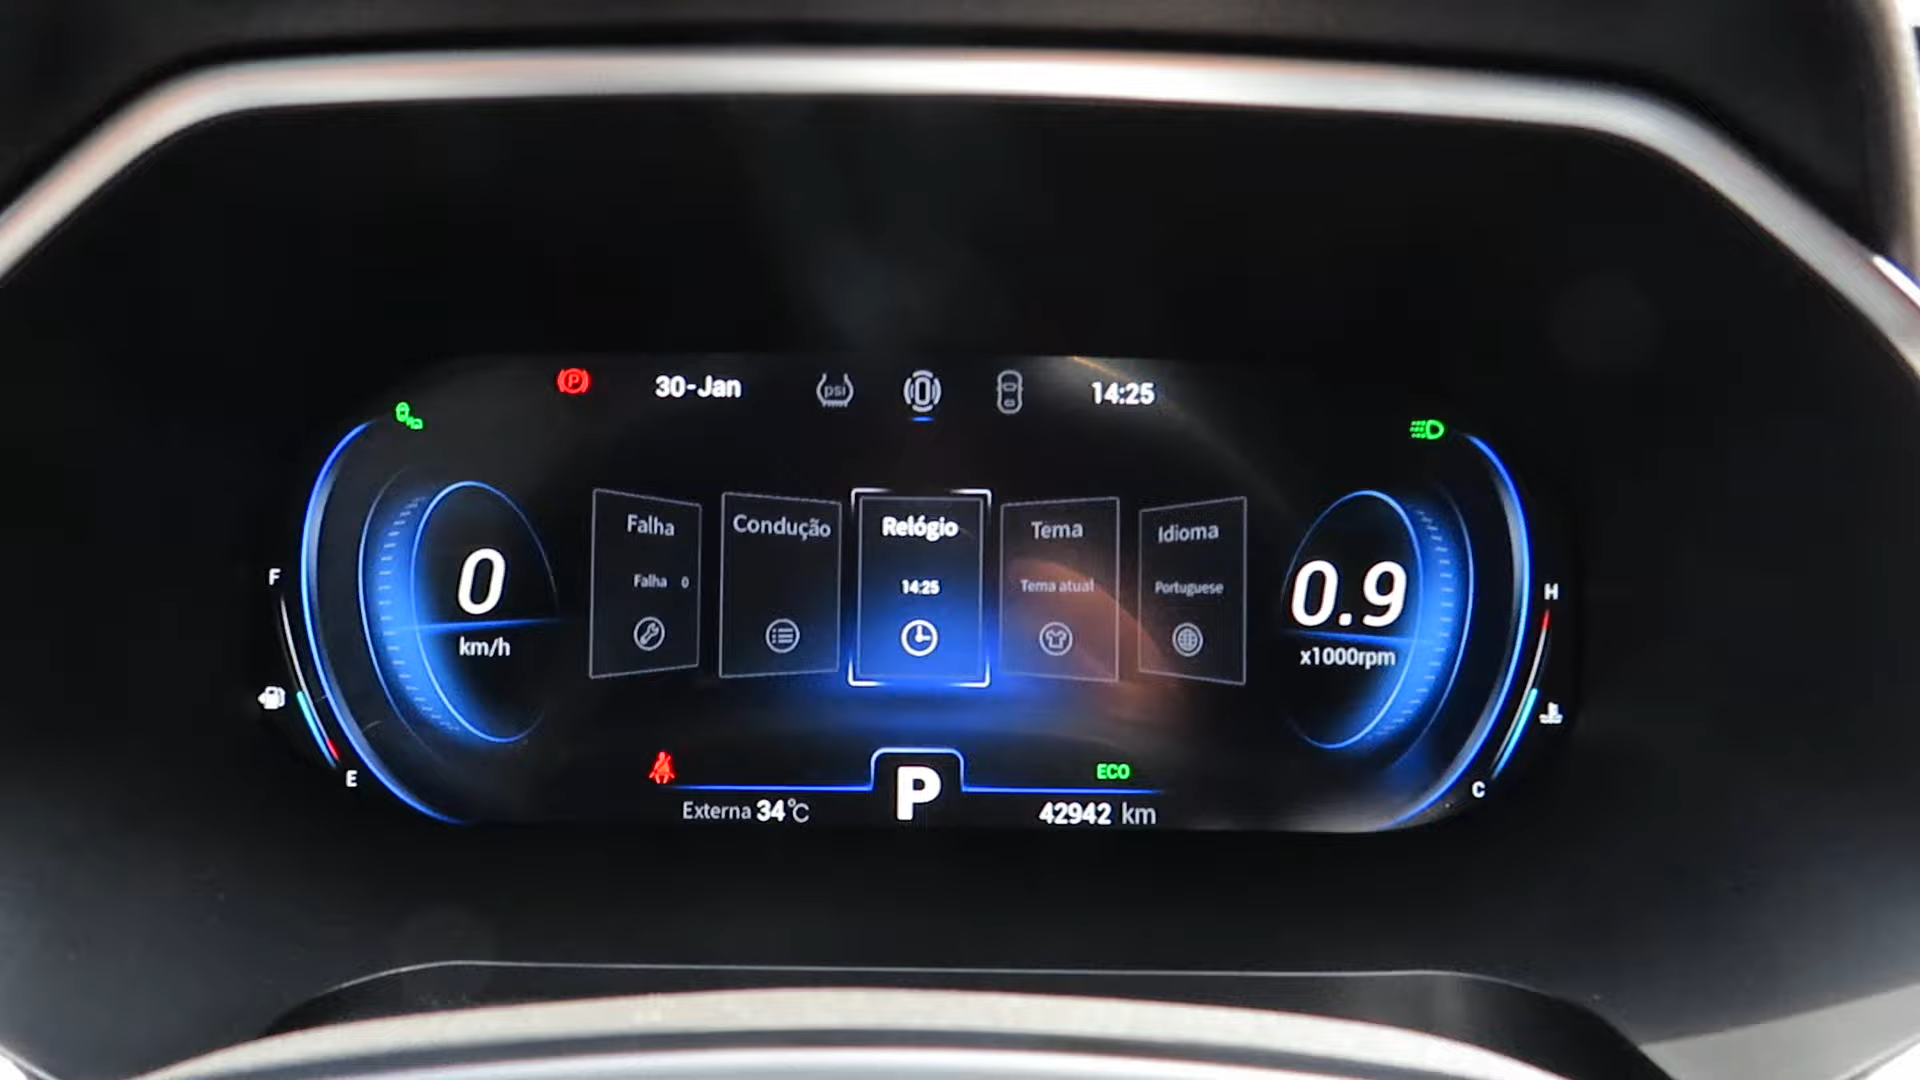 30-Jan
psi
14:25
F
E
0
km/h
Falha
Falha 0
Condução
Relógio
14:25
Tema
Tema atual
Idioma
Portuguese
0.9
x1000rpm
H
C
P
ECO
Externa 34°C
42942 km